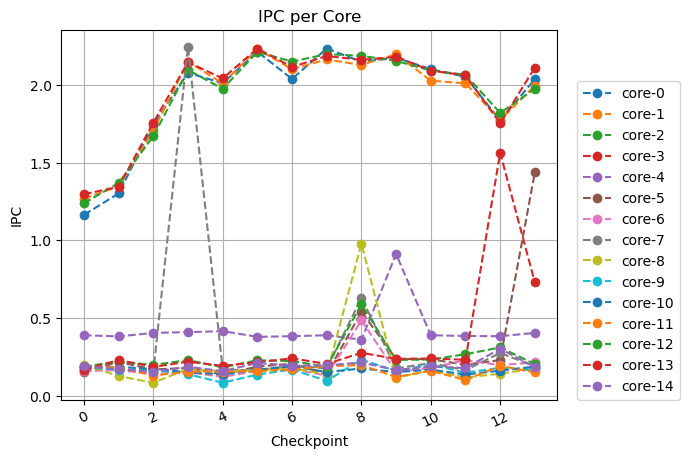 IPC per Core
IPC
2.0
1.5
1.0
0.5
0.0
0
2
4
6
8
10
12
Checkpoint
core-0
core-1
core-2
core-3
core-4
core-5
core-6
core-7
core-8
core-9
core-10
core-11
core-12
core-13
core-14